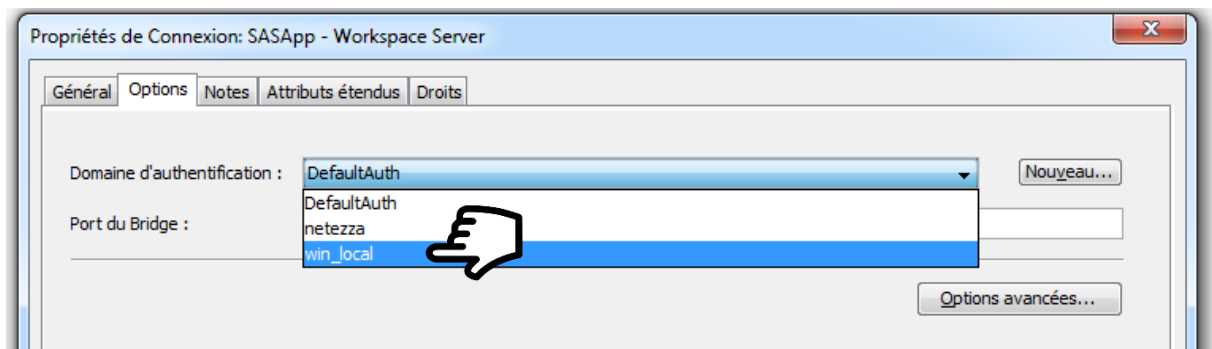 Propriétés de Connexion: SASApp - Workspace Server
Général Options Notes Attributs étendus Droits
Domaine d'authentification : DefaultAuth Nouveau...
DefaultAuth
Port du Bridge : netezza
win_local
Options avancées...